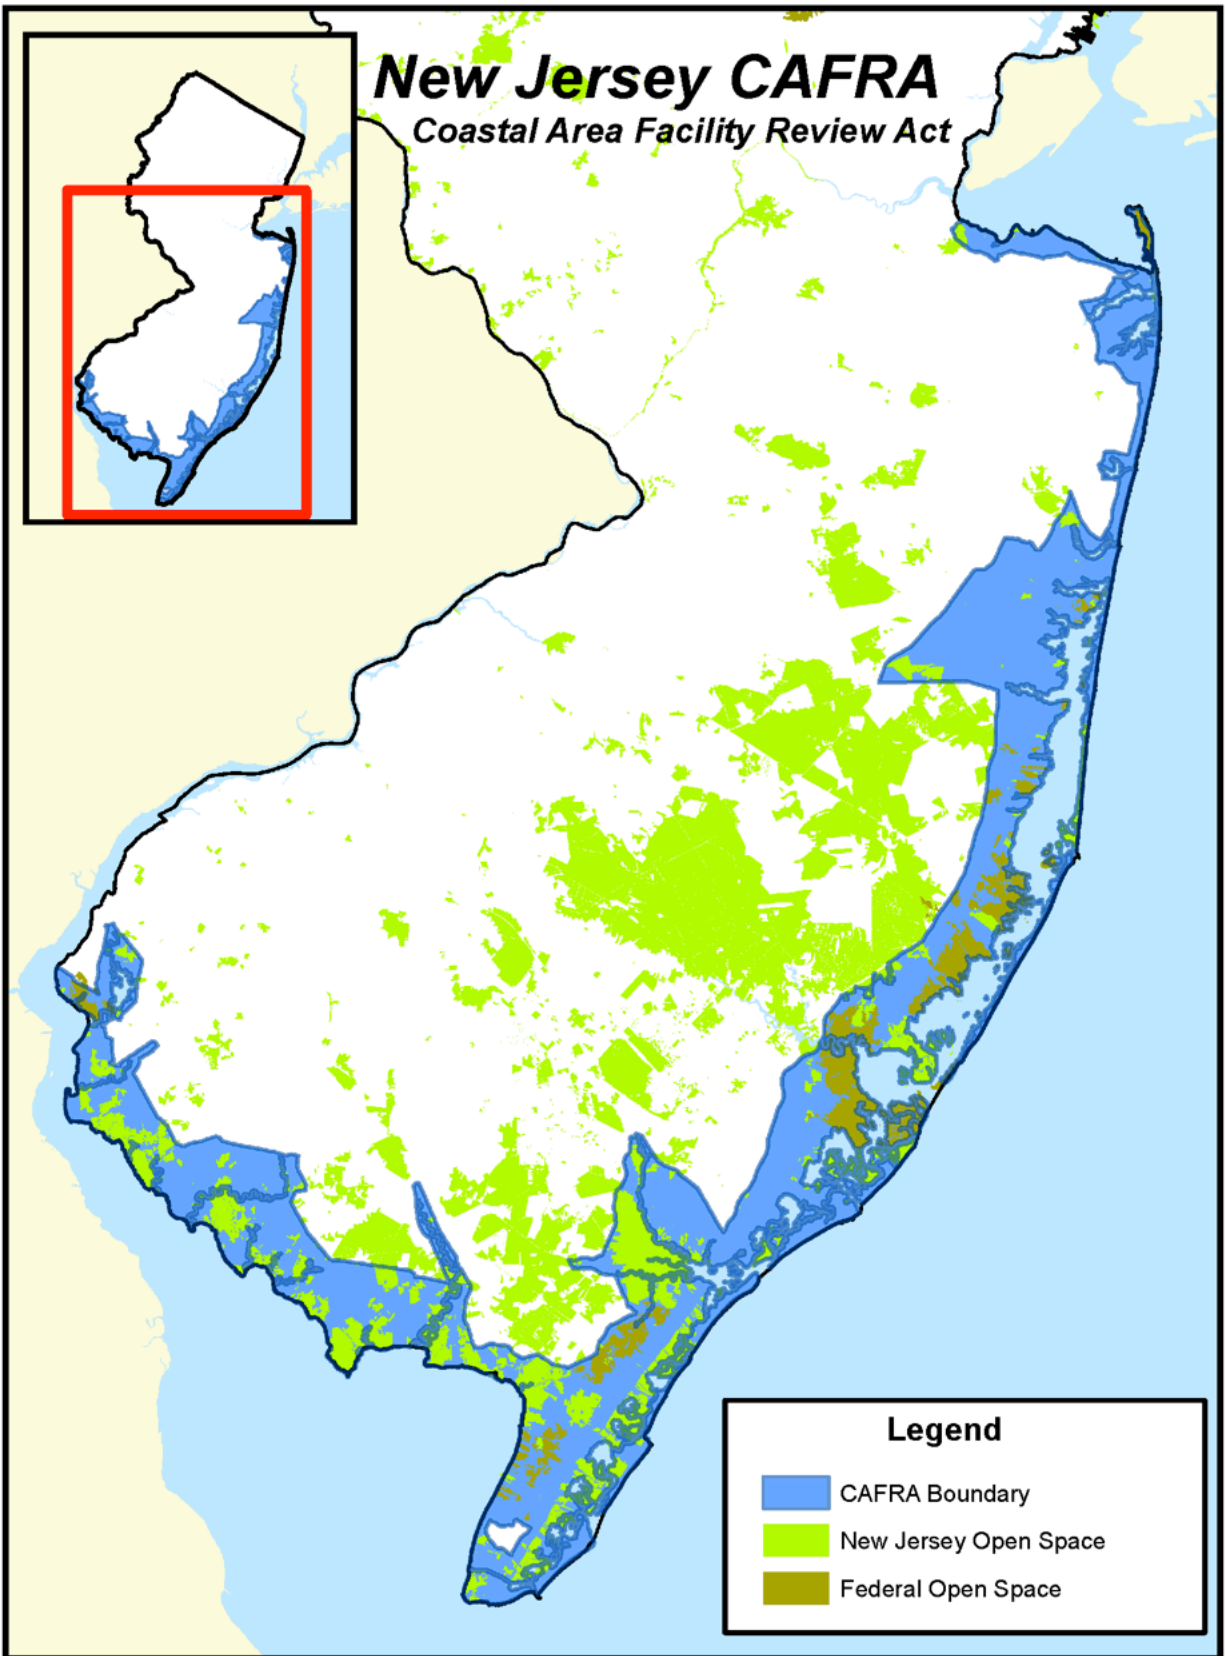 New Jersey CAFRA
Coastal Area Facility Review Act
Legend
CAFRA Boundary
New Jersey Open Space
Federal Open Space